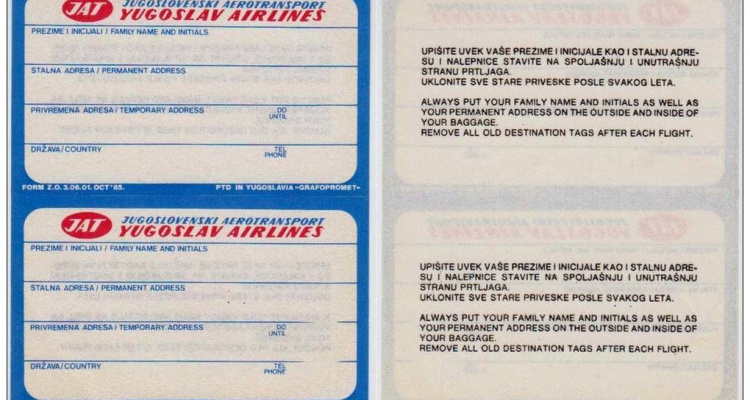 JAT
JUGOSLOVENSKI AEROTRANSPORT
YUGOSLAV AIRLINES
PREZIME I INICIJALI / FAMILY NAME AND INITIALS
STALNA ADRESA / PERMANENT ADDRESS
PRIVREMENA ADRESA / TEMPORARY ADDRESS
DO
UNTIL
DRŽAVA / COUNTRY
TEL
PHONE
FORM Z.O. 3.06.01. OCT '85.
PTD IN YUGOSLAVIA »GRAFOPROMET»
UPIŠITE UVEK VAŠE PREZIME I INICIJALE KAO I STALNU ADRE-
SU I NALEPNICE STAVITE NA SPOLJAŠNJU I UNUTRAŠNJU
STRANU PRTLJAGA.
UKLONITE SVE STARE PRIVESKE POSLE SVAKOG LETA.
ALWAYS PUT YOUR FAMILY NAME AND INITIALS AS WELL AS
YOUR PERMANENT ADDRESS ON THE OUTSIDE AND INSIDE OF
YOUR BAGGAGE.
REMOVE ALL OLD DESTINATION TAGS AFTER EACH FLIGHT.
JAT
JUGOSLOVENSKI AEROTRANSPORT
YUGOSLAV AIRLINES
PREZIME I INICIJALI / FAMILY NAME AND INITIALS
STALNA ADRESA / PERMANENT ADDRESS
PRIVREMENA ADRESA / TEMPORARY ADDRESS
DO
UNTIL
DRŽAVA / COUNTRY
TEL
PHONE
UPIŠITE UVEK VAŠE PREZIME I INICIJALE KAO I STALNU ADRE-
SU I NALEPNICE STAVITE NA SPOLJAŠNJU I UNUTRAŠNJU
STRANU PRTLJAGA.
UKLONITE SVE STARE PRIVESKE POSLE SVAKOG LETA.
ALWAYS PUT YOUR FAMILY NAME AND INITIALS AS WELL AS
YOUR PERMANENT ADDRESS ON THE OUTSIDE AND INSIDE OF
YOUR BAGGAGE.
REMOVE ALL OLD DESTINATION TAGS AFTER EACH FLIGHT.